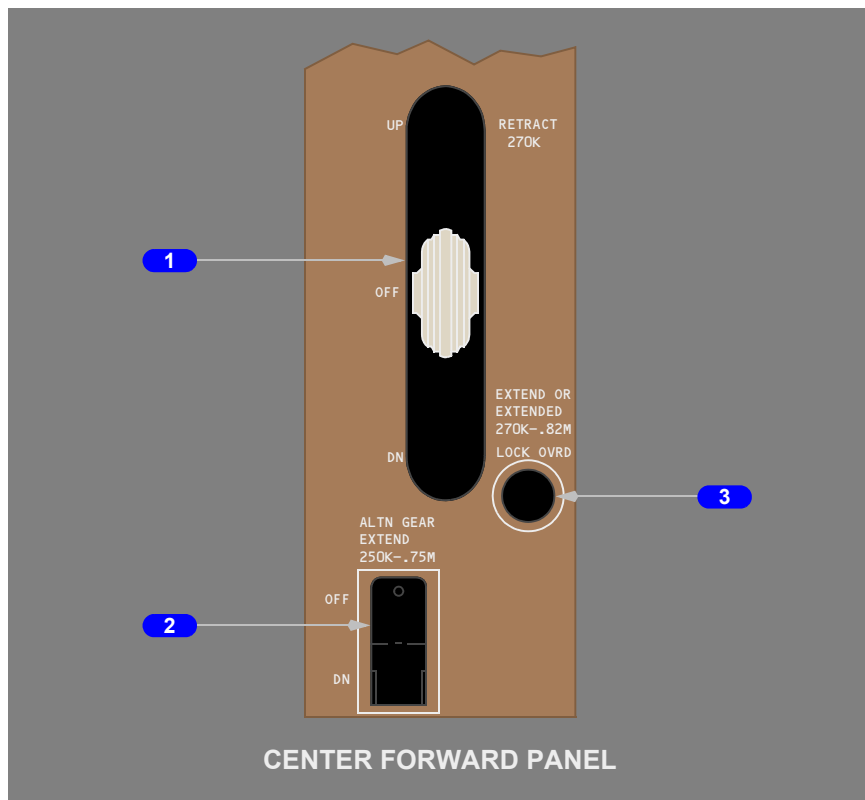 UP
RETRACT
270K
1
OFF
EXTEND OR
EXTENDED
270K-.82M
DN
LOCK OVRD
3
ALTN GEAR
EXTEND
250K-.75M
OFF
2
DN
CENTER FORWARD PANEL